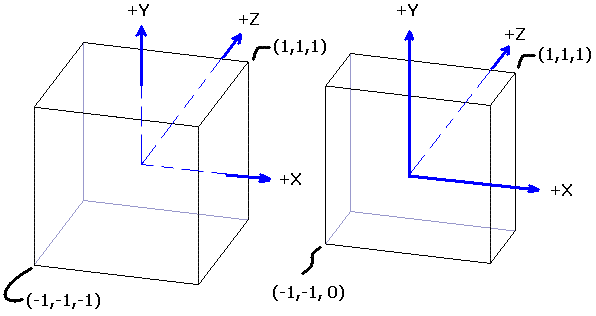 +Y
+Z
(1,1,1)
+X
(-1,-1,-1)
+Y
+Z
(1,1,1)
+X
(-1,-1, 0)